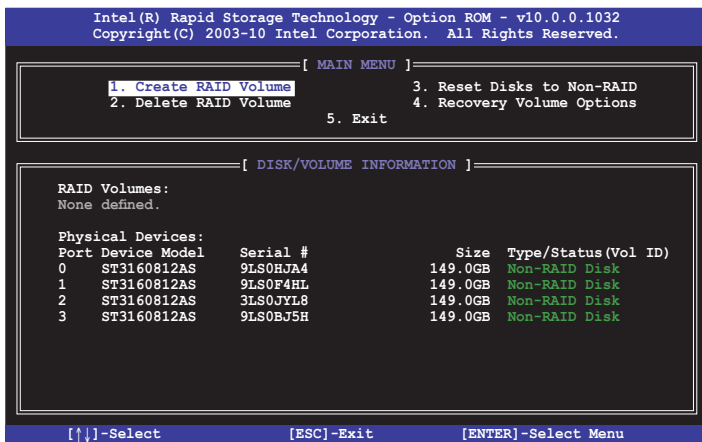 Intel(R) Rapid Storage Technology - Option ROM - v10.0.0.1032
Copyright(C) 2003-10 Intel Corporation. All Rights Reserved.
[ MAIN MENU ]
1. Create RAID Volume 3. Reset Disks to Non-RAID
2. Delete RAID Volume 4. Recovery Volume Options
5. Exit
[ DISK/VOLUME INFORMATION ]
RAID Volumes:
None defined.
Physical Devices:
Port Device Model Serial # Size Type/Status(Vol ID)
0 ST3160812AS 9LS0HJA4 149.0GB Non-RAID Disk
1 ST3160812AS 9LS0F4HL 149.0GB Non-RAID Disk
2 ST3160812AS 3LS0JYL8 149.0GB Non-RAID Disk
3 ST3160812AS 9LS0BJ5H 149.0GB Non-RAID Disk
[↑↓]-Select [ESC]-Exit [ENTER]-Select Menu